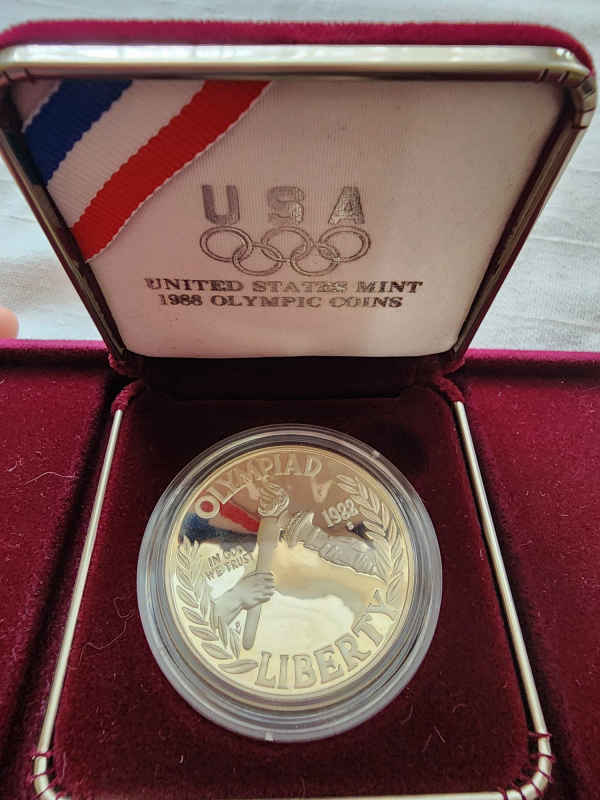 USA
UNITED STATES MINT
1988 OLYMPIC COINS
OLYMPIAD
1988
S
IN GOD
WE TRUST
LIBERTY